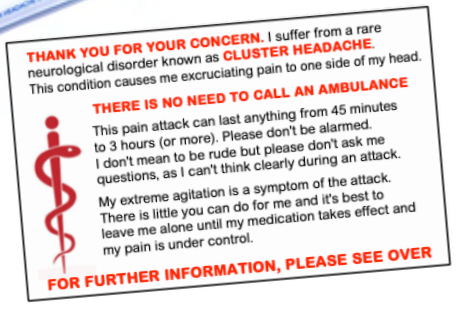 THANK YOU FOR YOUR CONCERN. I suffer from a rare
neurological disorder known as CLUSTER HEADACHE.
This condition causes me excruciating pain to one side of my head.
THERE IS NO NEED TO CALL AN AMBULANCE
This pain attack can last anything from 45 minutes
to 3 hours (or more). Please don't be alarmed.
I don't mean to be rude but please don't ask me
questions, as I can't think clearly during an attack.
My extreme agitation is a symptom of the attack.
There is little you can do for me and it's best to
leave me alone until my medication takes effect and
my pain is under control.
FOR FURTHER INFORMATION, PLEASE SEE OVER